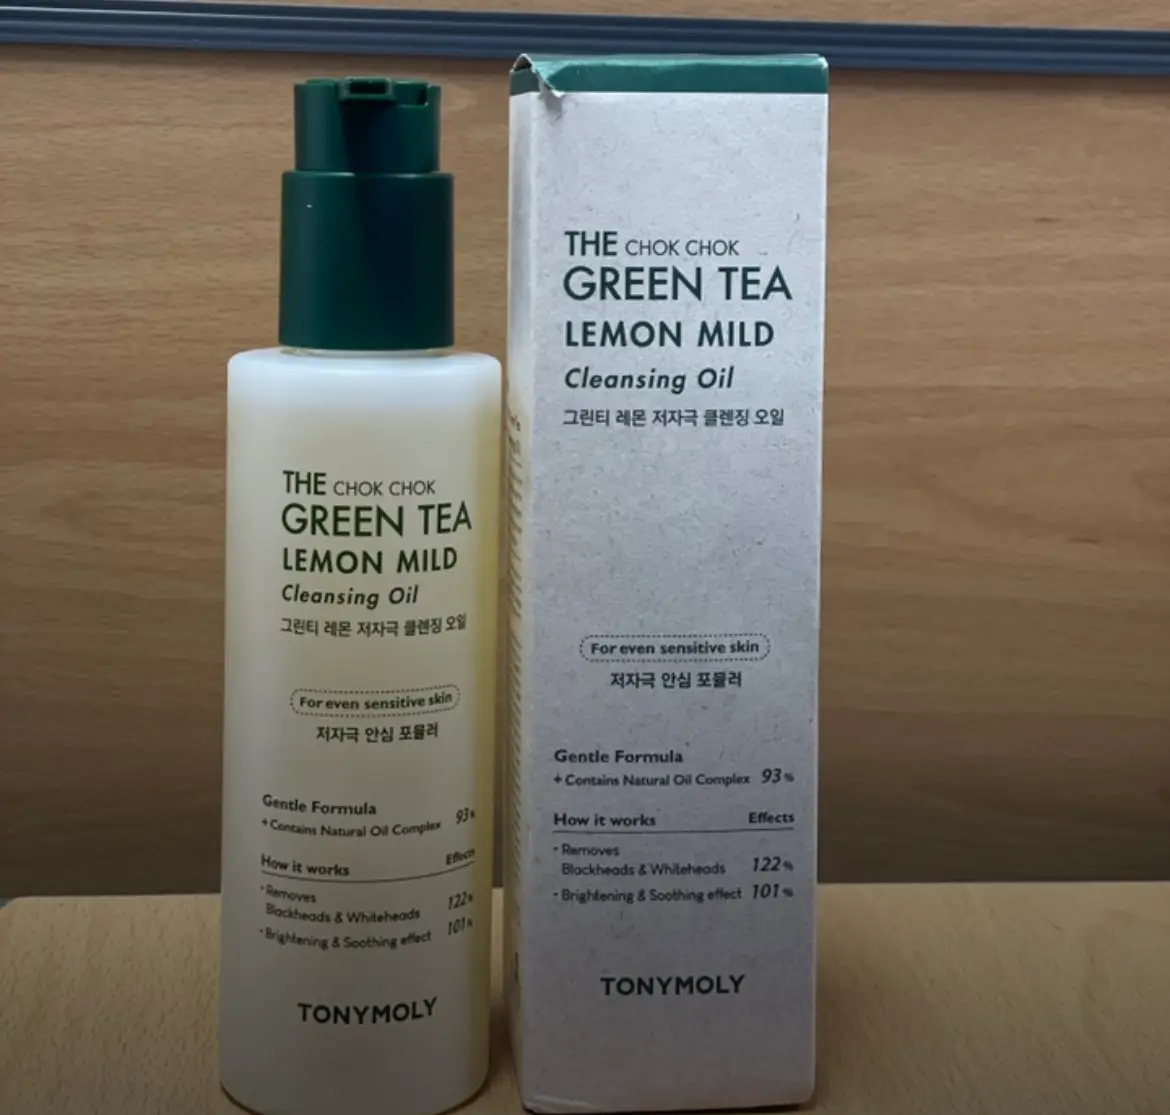 THE CHOK CHOK
GREEN TEA
LEMON MILD
Cleansing Oil
그린티 레몬 저자극 클렌징 오일
For even sensitive skin
저자극 안심 포뮬러
Gentle Formula
+Contains Natural Oil Complex 93%
How it works Effects
• Removes
Blackheads & Whiteheads 122%
• Brightening & Soothing effect 101%
TONYMOLY
THE CHOK CHOK
GREEN TEA
LEMON MILD
Cleansing Oil
그린티 레몬 저자극 클렌징 오일
For even sensitive skin
저자극 안심 포뮬러
Gentle Formula
+Contains Natural Oil Complex 93%
How it works Effects
• Removes
Blackheads & Whiteheads 122%
• Brightening & Soothing effect 101%
TONYMOLY